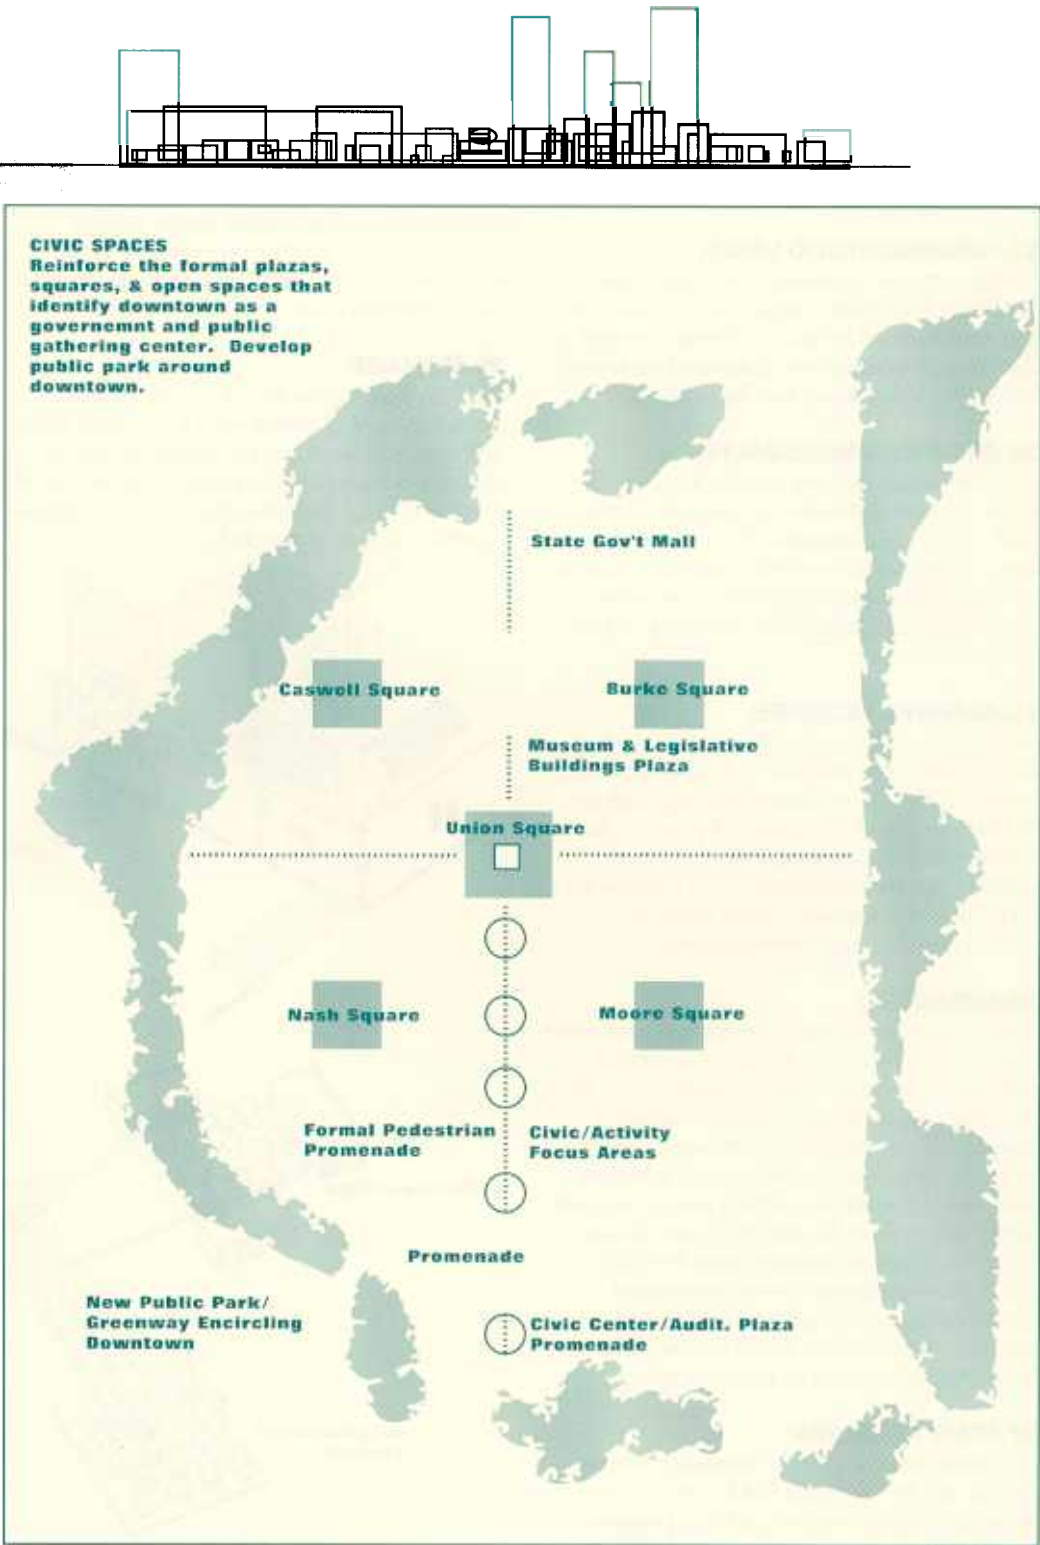 CIVIC SPACES
Reinforce the formal plazas,
squares, & open spaces that
identify downtown as a
governemnt and public
gathering center. Develop
public park around
downtown.
State Gov't Mall
Caswell Square
Burke Square
Museum & Legislative
Buildings Plaza
Union Square
Nash Square
Moore Square
Formal Pedestrian
Promenade
Civic/Activity
Focus Areas
Promenade
New Public Park/
Greenway Encircling
Downtown
Civic Center/Audit. Plaza
Promenade